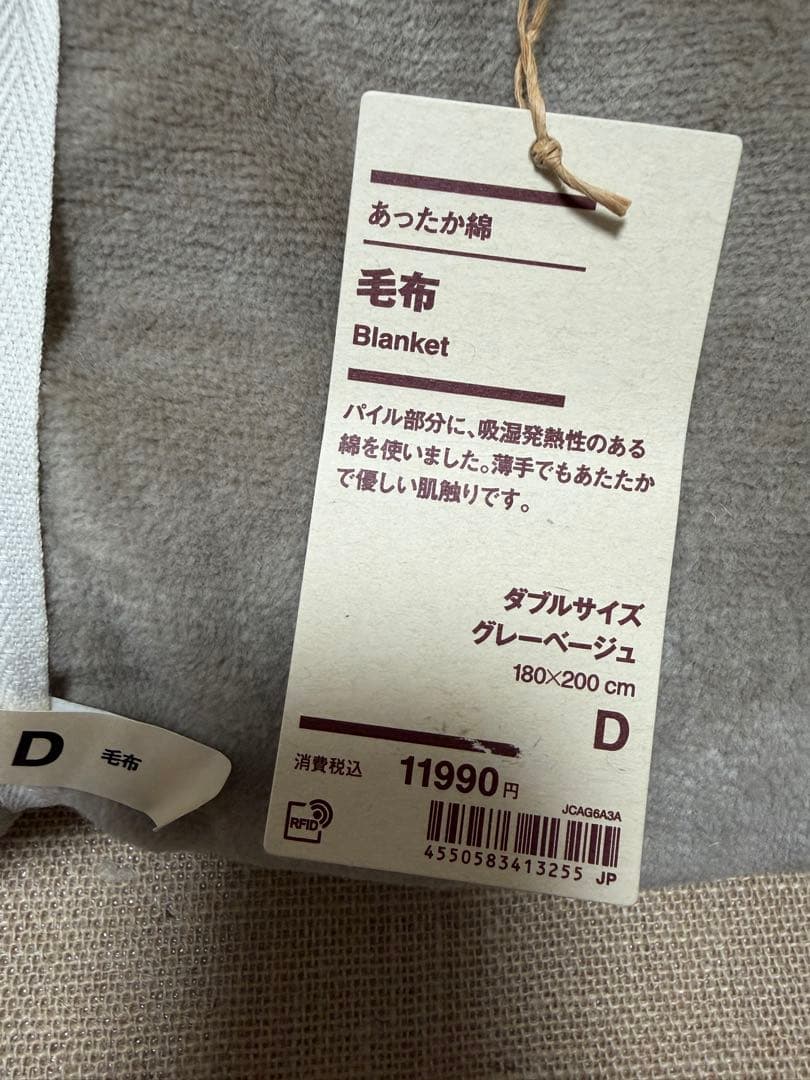 あったか綿
毛布
Blanket
パイル部分に、吸湿発熱性のある
綿を使いました。薄手でもあたたか
で優しい肌触りです。
ダブルサイズ
グレーベージュ
180×200 cm
D
消費税込 11990円
RFID
JCAG6A3A
4550583413255 JP
D 毛布